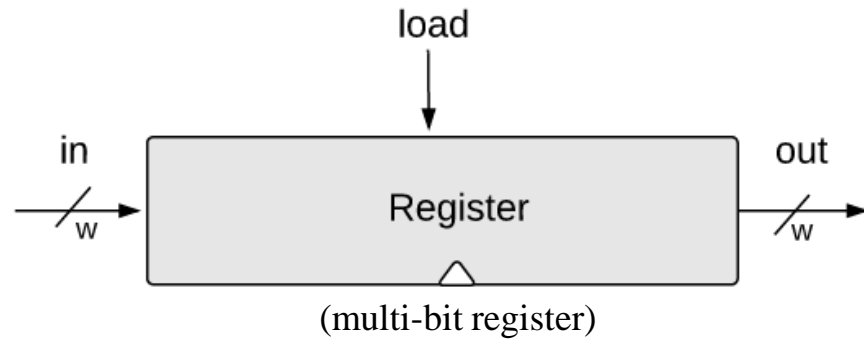 load
in
out
Register
w
w
(multi-bit register)